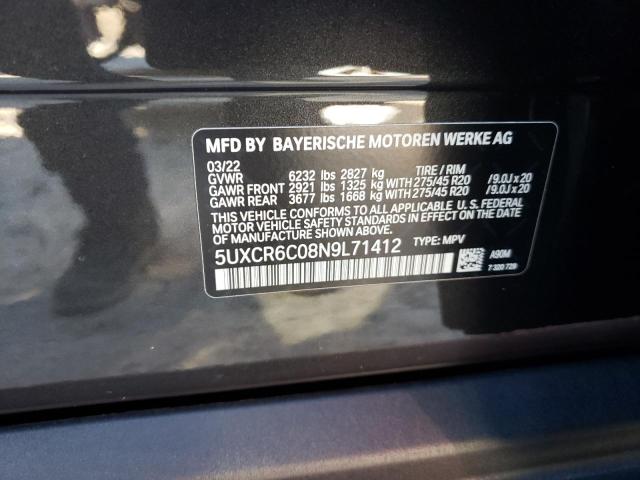 MFD BY BAYERISCHE MOTOREN WERKE AG
03/22 TIRE / RIM
GVWR 6232 lbs 2827 kg
GAWR FRONT 2921 lbs 1325 kg WITH 275/45 R20 /9.0J x 20
GAWR REAR 3677 lbs 1668 kg WITH 275/45 R20 /9.0J x 20
THIS VEHICLE CONFORMS TO ALL APPLICABLE U. S. FEDERAL
MOTOR VEHICLE SAFETY STANDARDS IN EFFECT ON THE
DATE OF MANUFACTURE SHOWN ABOVE.
5UXCR6C08N9L71412 TYPE: MPV A90M
7 320 729